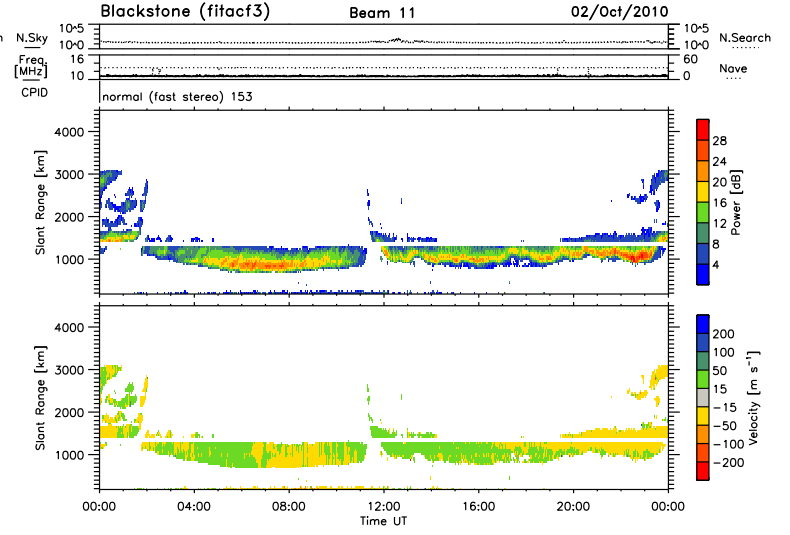 Blackstone (fitacf3) Beam 11 02/Oct/2010
N.Sky 10^5 10^0 10^5 10^0 N.Search
Freq. [MHz] 16 10 60 0 Nave
CPID normal (fast stereo) 153
Slant Range [km] 4000 3000 2000 1000
28 24 20 16 12 8 4 Power [dB]
Slant Range [km] 4000 3000 2000 1000
200 100 50 15 -15 -50 -100 -200 Velocity [m s⁻¹]
00:00 04:00 08:00 12:00 16:00 20:00 00:00
Time UT